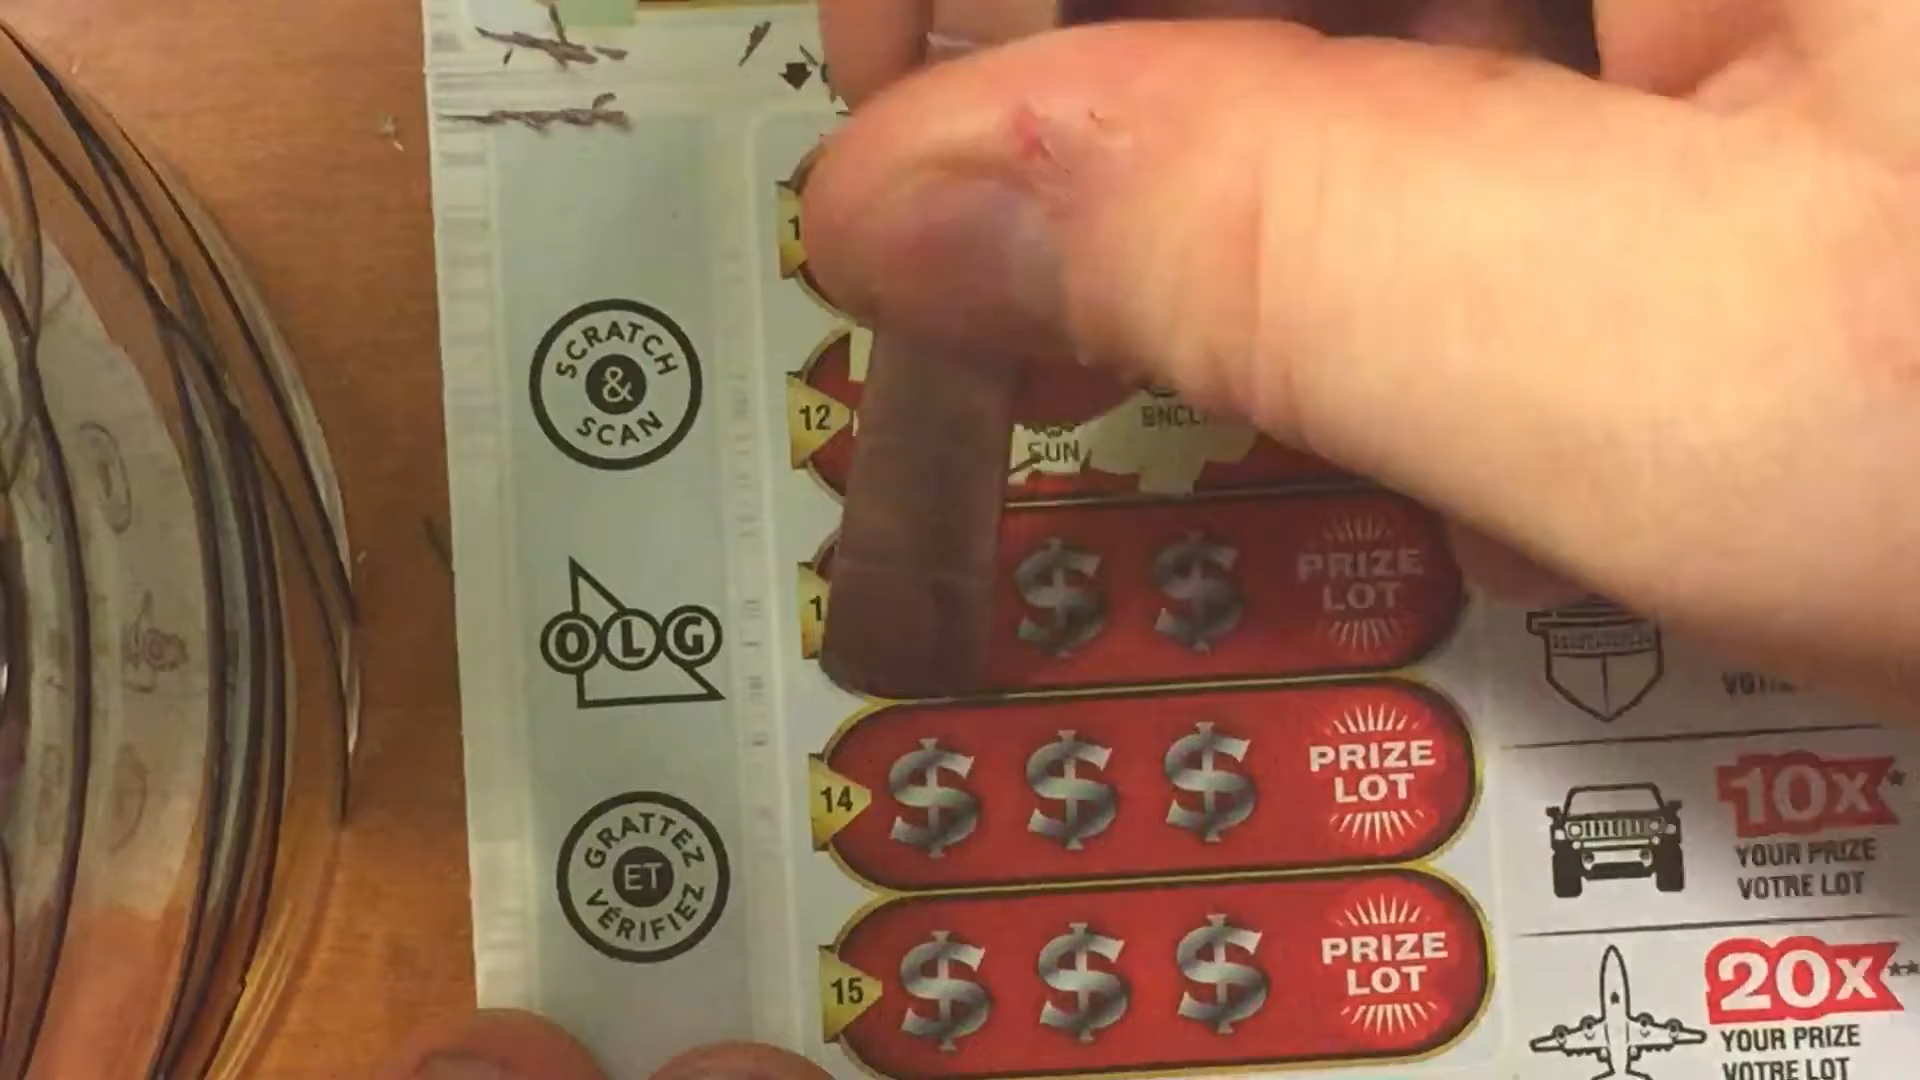 SCRATCH
&
SCAN
12
SUN
$ $
PRIZE
LOT
OLG
VOTRE
14
$ $ $
PRIZE
LOT
10x*
YOUR PRIZE
VOTRE LOT
GRATTEZ
ET
VÉRIFIEZ
15
$ $ $
PRIZE
LOT
20x**
YOUR PRIZE
VOTRE LOT